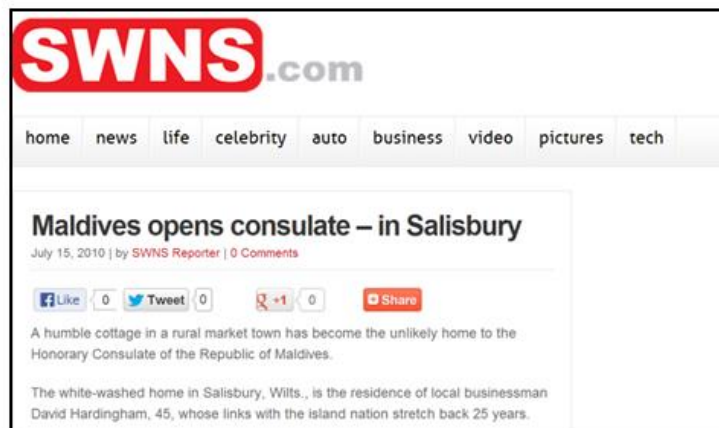 SWNS.com
home news life celebrity auto business video pictures tech
Maldives opens consulate – in Salisbury
July 15, 2010 | by SWNS Reporter | 0 Comments
Like 0 Tweet 0 +1 0 Share
A humble cottage in a rural market town has become the unlikely home to the
Honorary Consulate of the Republic of Maldives.
The white-washed home in Salisbury, Wilts., is the residence of local businessman
David Hardingham, 45, whose links with the island nation stretch back 25 years.